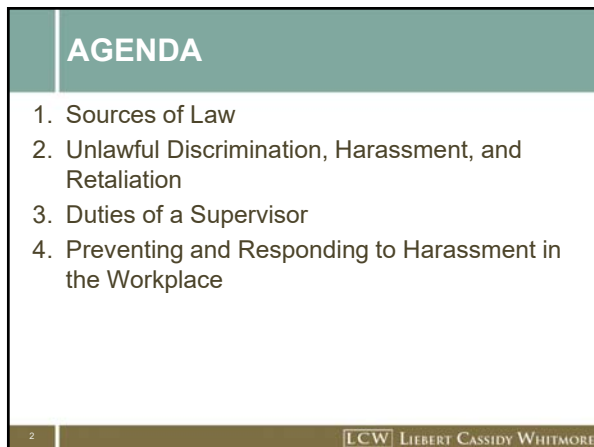 AGENDA
1. Sources of Law
2. Unlawful Discrimination, Harassment, and
Retaliation
3. Duties of a Supervisor
4. Preventing and Responding to Harassment in
the Workplace
2
LCW LIEBERT CASSIDY WHITMORE